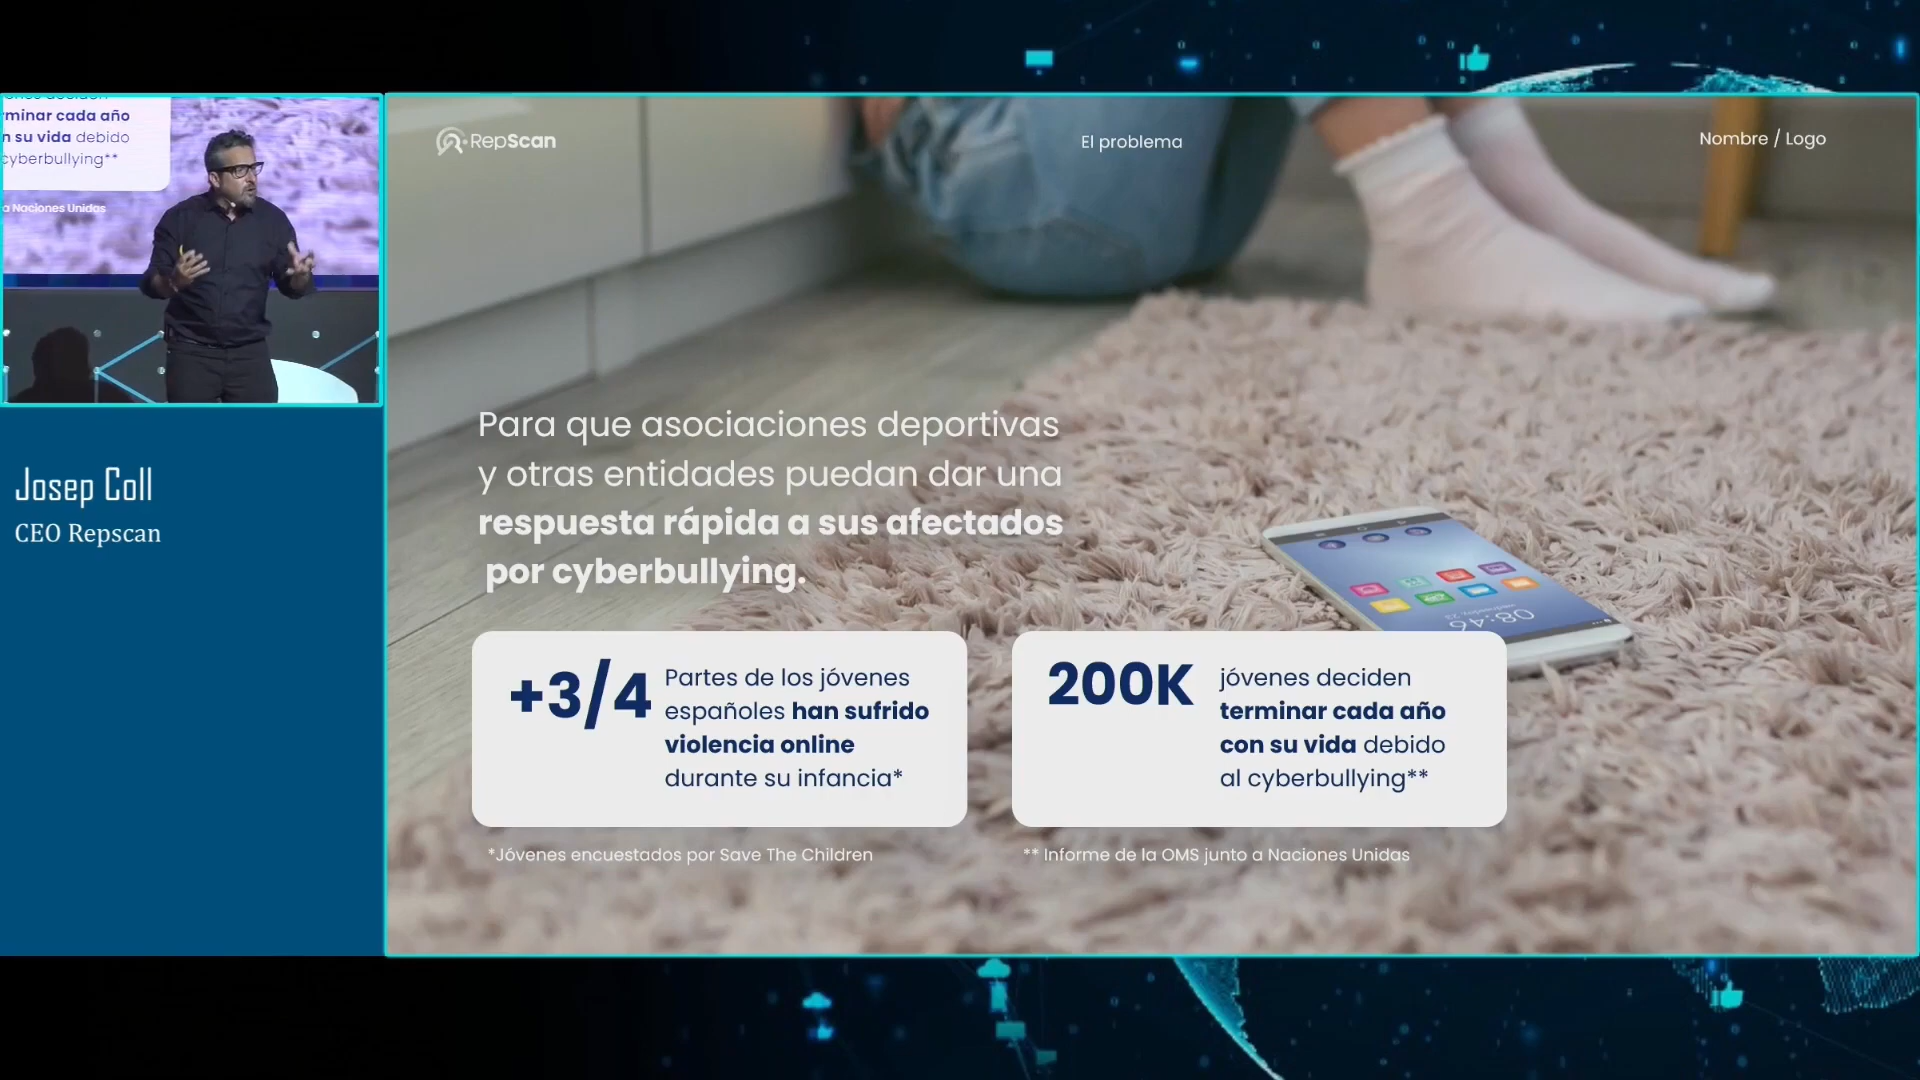 minar cada año
n su vida debido
cyberbullying**
a Naciones Unidas
Josep Coll
CEO Repscan
RepScan
El problema
Nombre / Logo
Para que asociaciones deportivas
y otras entidades puedan dar una
respuesta rápida a sus afectados
por cyberbullying.
+3/4
Partes de los jóvenes
españoles han sufrido
violencia online
durante su infancia*
200K
jóvenes deciden
terminar cada año
con su vida debido
al cyberbullying**
*Jóvenes encuestados por Save The Children
** Informe de la OMS junto a Naciones Unidas
08:46